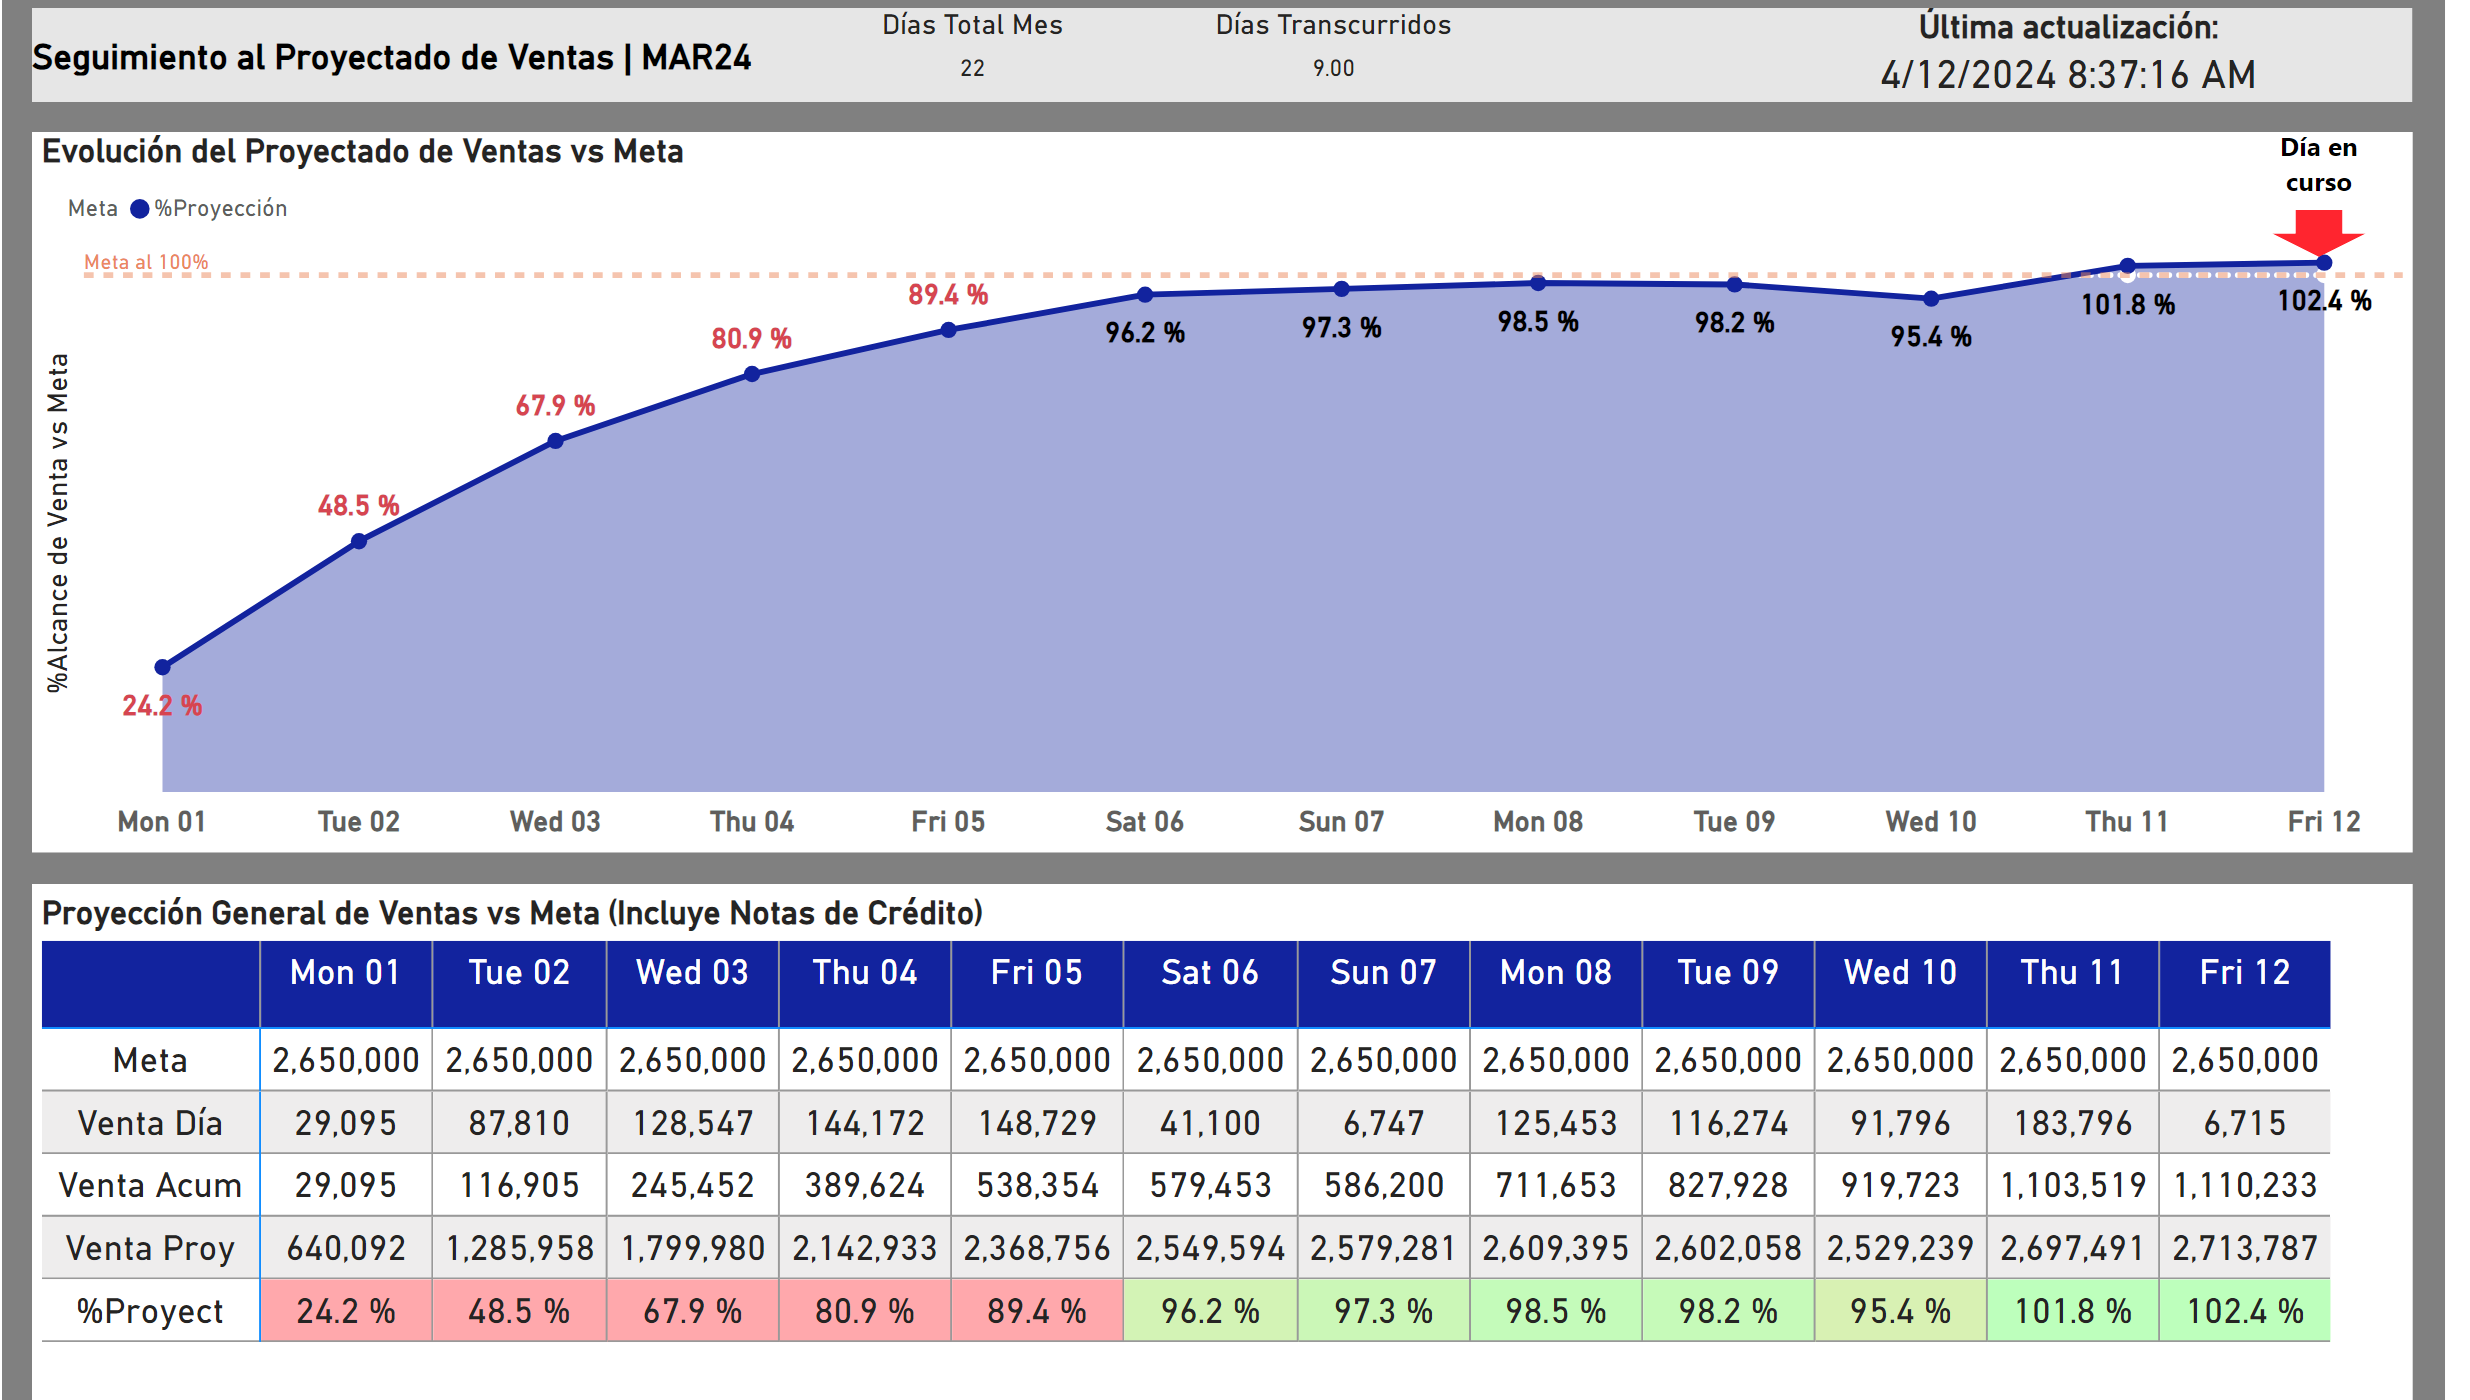 Seguimiento al Proyectado de Ventas | MAR24
Días Total Mes
22
Días Transcurridos
9.00
Última actualización:
4/12/2024 8:37:16 AM
Evolución del Proyectado de Ventas vs Meta
Día en
curso
Meta %Proyección
Meta al 100%
%Alcance de Venta vs Meta
24.2 %
48.5 %
67.9 %
80.9 %
89.4 %
96.2 %
97.3 %
98.5 %
98.2 %
95.4 %
101.8 %
102.4 %
Mon 01 Tue 02 Wed 03 Thu 04 Fri 05 Sat 06 Sun 07 Mon 08 Tue 09 Wed 10 Thu 11 Fri 12
Proyección General de Ventas vs Meta (Incluye Notas de Crédito)
Mon 01 Tue 02 Wed 03 Thu 04 Fri 05 Sat 06 Sun 07 Mon 08 Tue 09 Wed 10 Thu 11 Fri 12
Meta 2,650,000 2,650,000 2,650,000 2,650,000 2,650,000 2,650,000 2,650,000 2,650,000 2,650,000 2,650,000 2,650,000 2,650,000
Venta Día 29,095 87,810 128,547 144,172 148,729 41,100 6,747 125,453 116,274 91,796 183,796 6,715
Venta Acum 29,095 116,905 245,452 389,624 538,354 579,453 586,200 711,653 827,928 919,723 1,103,519 1,110,233
Venta Proy 640,092 1,285,958 1,799,980 2,142,933 2,368,756 2,549,594 2,579,281 2,609,395 2,602,058 2,529,239 2,697,491 2,713,787
%Proyect 24.2 % 48.5 % 67.9 % 80.9 % 89.4 % 96.2 % 97.3 % 98.5 % 98.2 % 95.4 % 101.8 % 102.4 %